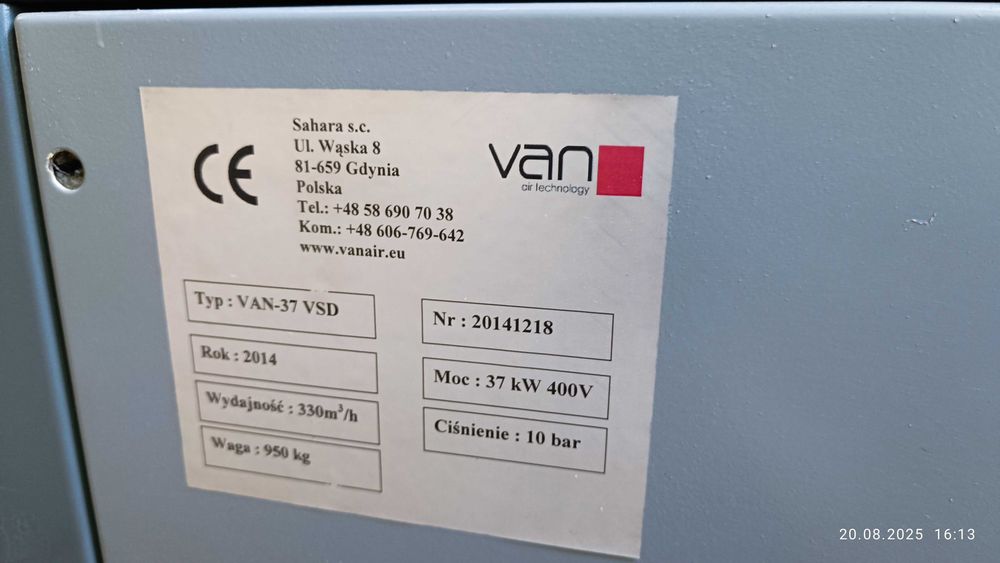 CE
Sahara s.c.
Ul. Wąska 8
81-659 Gdynia
Polska
Tel.: +48 58 690 70 38
Kom.: +48 606-769-642
www.vanair.eu
van
air technology
Typ : VAN-37 VSD
Rok : 2014
Wydajność : 330m³/h
Waga : 950 kg
Nr : 20141218
Moc : 37 kW 400V
Ciśnienie : 10 bar
20.08.2025 16:13